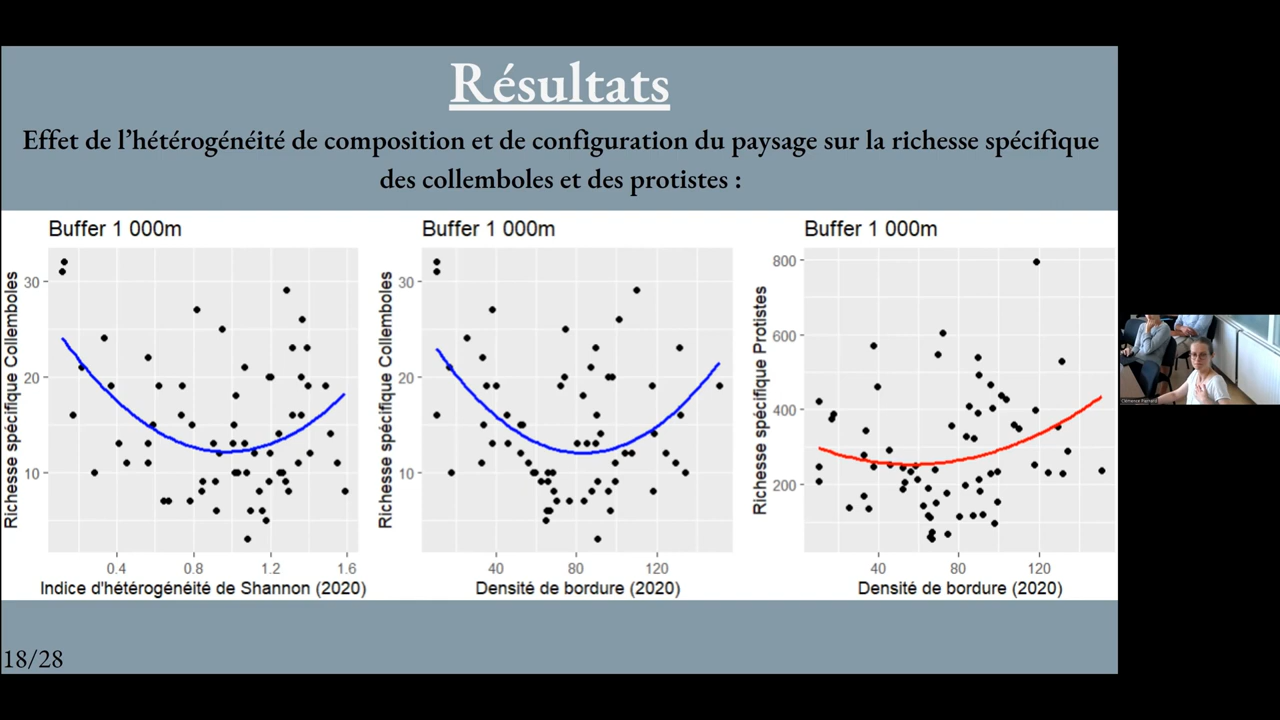 Résultats
Effet de l’hétérogénéité de composition et de configuration du paysage sur la richesse spécifique
des collemboles et des protistes :
Buffer 1 000m
Richesse spécifique Collemboles
30
20
10
0.4 0.8 1.2 1.6
Indice d'hétérogénéité de Shannon (2020)
Buffer 1 000m
Richesse spécifique Collemboles
30
20
10
40 80 120
Densité de bordure (2020)
Buffer 1 000m
Richesse spécifique Protistes
800
600
400
200
40 80 120
Densité de bordure (2020)
18/28